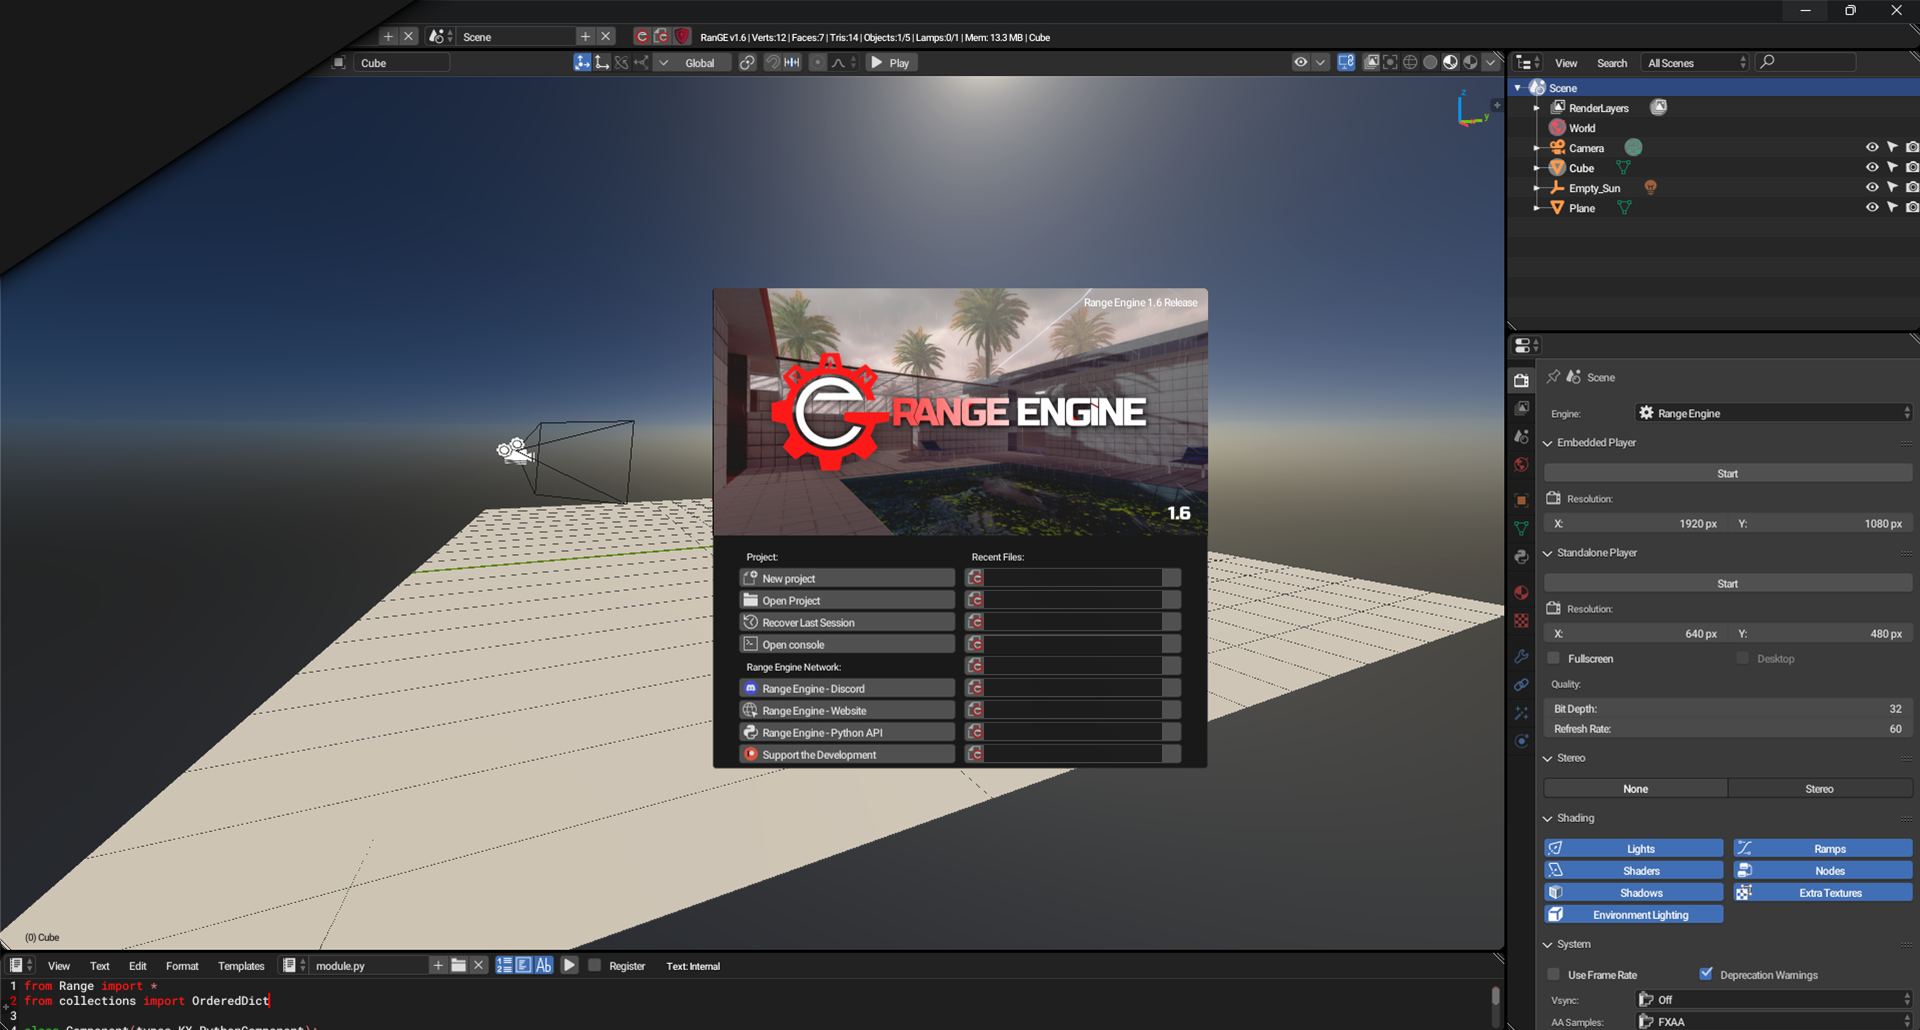 Scene
RanGE v1.6 | Verts:12 | Faces:7 | Tris:14 | Objects:1/5 | Lamps:0/1 | Mem: 13.3 MB | Cube
Cube
Global
Play
View
Search
All Scenes
Scene
RenderLayers
World
Camera
Cube
Empty_Sun
Plane
z
y
Range Engine 1.6 Release
RANGE ENGINE
1.6
Project:
Recent Files:
New project
Open Project
Recover Last Session
Open console
Range Engine Network:
Range Engine - Discord
Range Engine - Website
Range Engine - Python API
Support the Development
Scene
Engine:
Range Engine
Embedded Player
Start
Resolution:
X: 1920 px
Y: 1080 px
Standalone Player
Start
Resolution:
X: 640 px
Y: 480 px
Fullscreen
Desktop
Quality:
Bit Depth: 32
Refresh Rate: 60
Stereo
None
Stereo
Shading
Lights
Ramps
Shaders
Nodes
Shadows
Extra Textures
Environment Lighting
System
Use Frame Rate
Deprecation Warnings
Vsync:
Off
AA Samples:
FXAA
(0) Cube
View
Text
Edit
Format
Templates
module.py
Register
Text: Internal
1 from Range import *
2 from collections import OrderedDict
3
4 class Component(types.KX_PythonComponent):